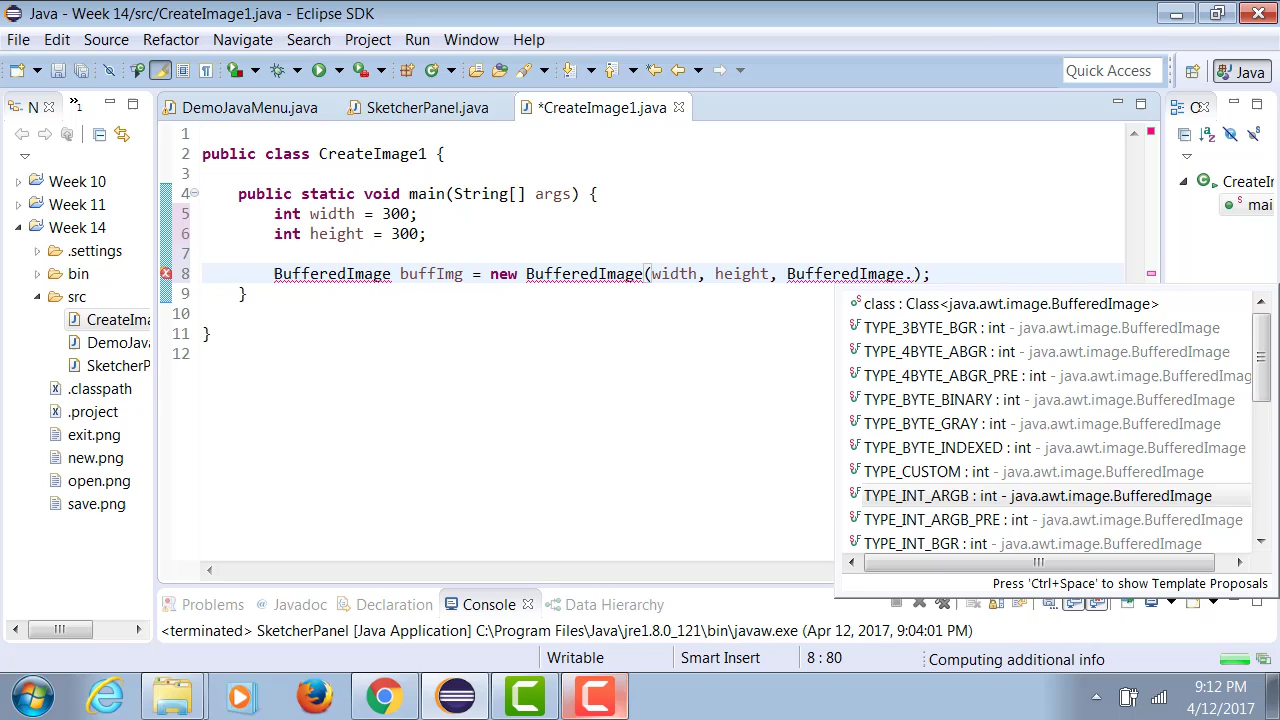 Java - Week 14/src/CreateImage1.java - Eclipse SDK
File Edit Source Refactor Navigate Search Project Run Window Help
Quick Access
Java
N
»1
DemoJavaMenu.java
SketcherPanel.java
*CreateImage1.java
Week 10
Week 11
Week 14
.settings
bin
src
CreateIma
DemoJava
SketcherP
.classpath
.project
exit.png
new.png
open.png
save.png
1
2 public class CreateImage1 {
3
4 public static void main(String[] args) {
5 int width = 300;
6 int height = 300;
7
8 BufferedImage buffImg = new BufferedImage(width, height, BufferedImage.);
9 }
10
11 }
12
class : Class<java.awt.image.BufferedImage>
TYPE_3BYTE_BGR : int - java.awt.image.BufferedImage
TYPE_4BYTE_ABGR : int - java.awt.image.BufferedImage
TYPE_4BYTE_ABGR_PRE : int - java.awt.image.BufferedImag
TYPE_BYTE_BINARY : int - java.awt.image.BufferedImage
TYPE_BYTE_GRAY : int - java.awt.image.BufferedImage
TYPE_BYTE_INDEXED : int - java.awt.image.BufferedImage
TYPE_CUSTOM : int - java.awt.image.BufferedImage
TYPE_INT_ARGB : int - java.awt.image.BufferedImage
TYPE_INT_ARGB_PRE : int - java.awt.image.BufferedImage
TYPE_INT_BGR : int - java.awt.image.BufferedImage
Press 'Ctrl+Space' to show Template Proposals
CreateIn
mai
Problems @ Javadoc Declaration Console Data Hierarchy
<terminated> SketcherPanel [Java Application] C:\Program Files\Java\jre1.8.0_121\bin\javaw.exe (Apr 12, 2017, 9:04:01 PM)
Writable Smart Insert 8 : 80 Computing additional info
9:12 PM
4/12/2017